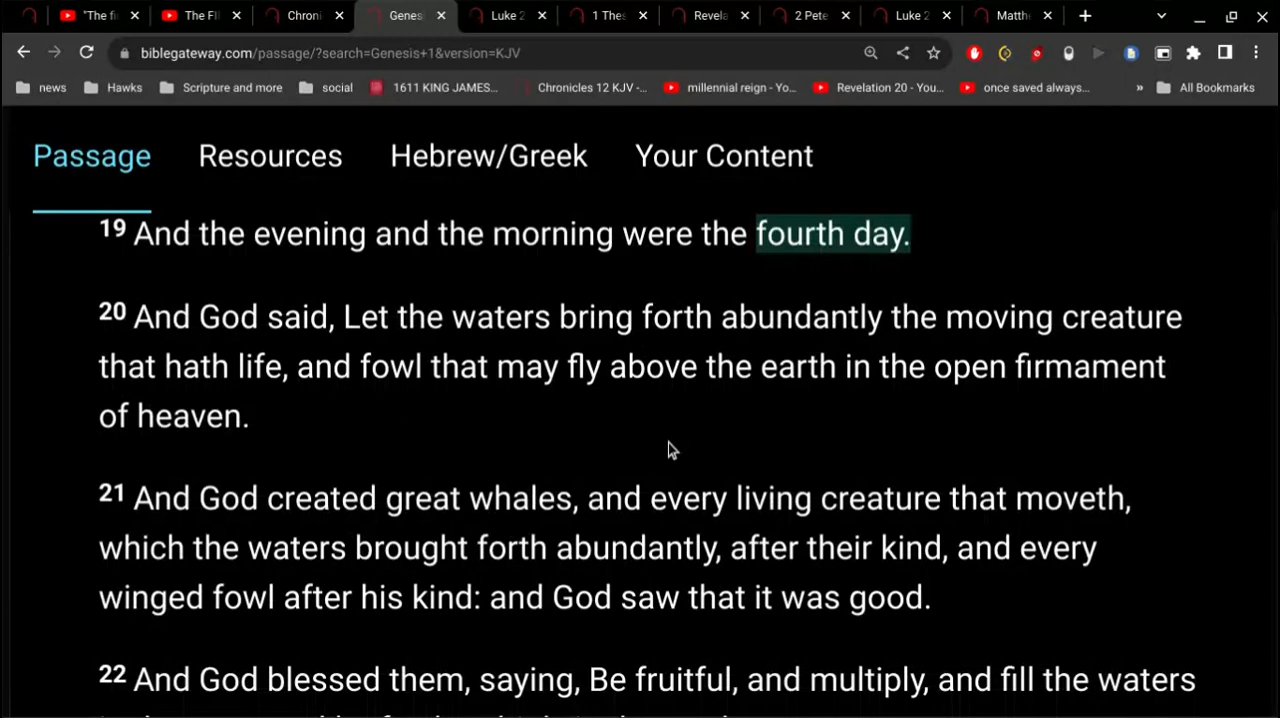 "The fi
The Fl
Chroni
Genesi
Luke 2
1 Thes
Revela
2 Pete
Luke 2
Matthe
biblegateway.com/passage/?search=Genesis+1&version=KJV
news
Hawks
Scripture and more
social
1611 KING JAMES...
Chronicles 12 KJV -...
millennial reign - Yo...
Revelation 20 - You...
once saved always...
»
All Bookmarks
Passage
Resources
Hebrew/Greek
Your Content
19 And the evening and the morning were the fourth day.
20 And God said, Let the waters bring forth abundantly the moving creature
that hath life, and fowl that may fly above the earth in the open firmament
of heaven.
21 And God created great whales, and every living creature that moveth,
which the waters brought forth abundantly, after their kind, and every
winged fowl after his kind: and God saw that it was good.
22 And God blessed them, saying, Be fruitful, and multiply, and fill the waters